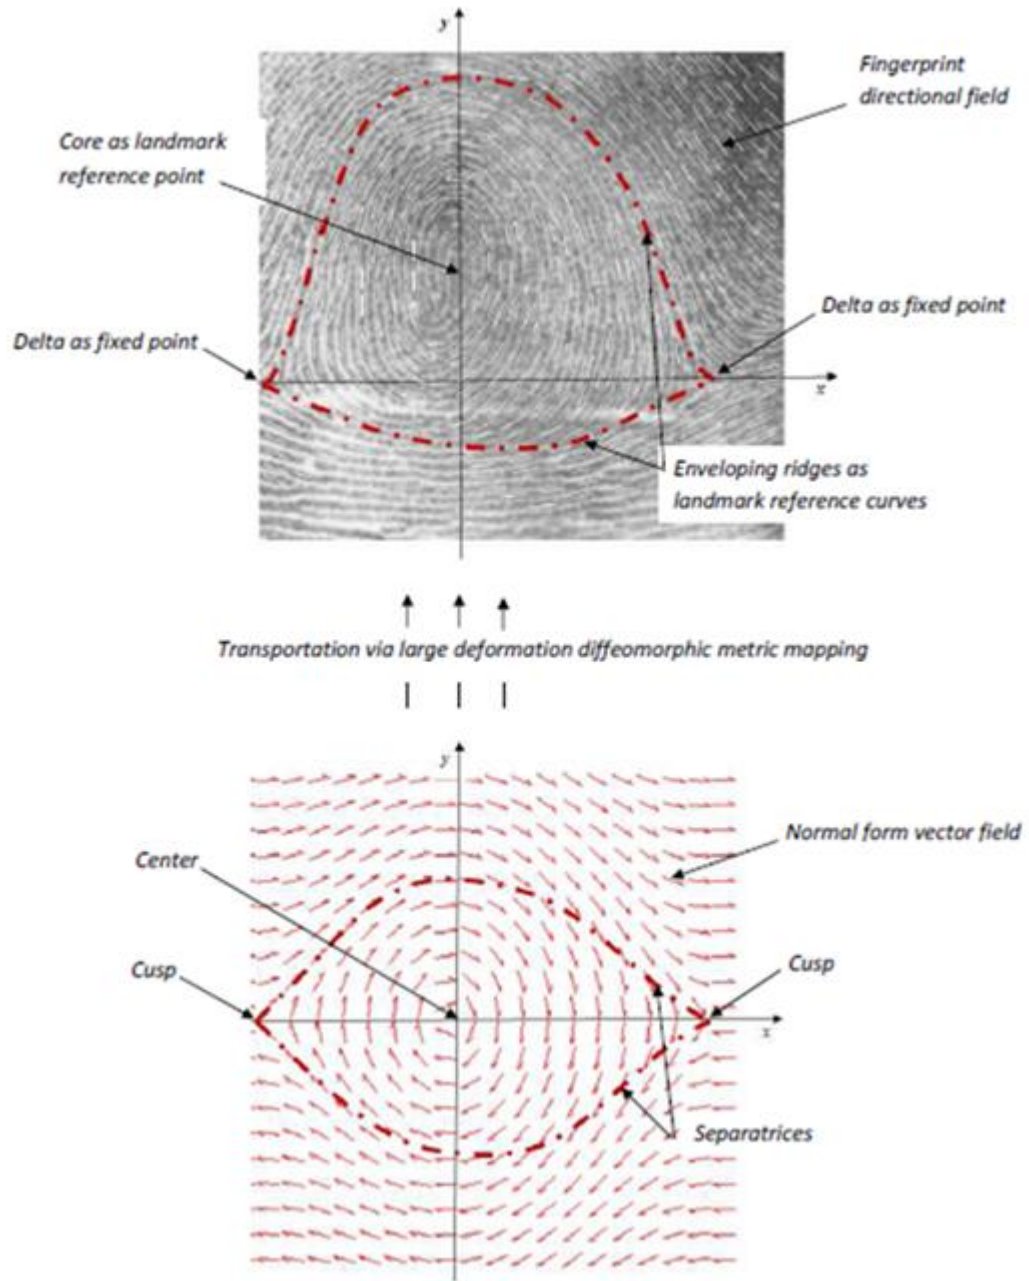 y
Fingerprint
directional field
Core as landmark
reference point
Delta as fixed point
Delta as fixed point
x
Enveloping ridges as
landmark reference curves
Transportation via large deformation diffeomorphic metric mapping
y
Normal form vector field
Center
Cusp
Cusp
x
Separatrices